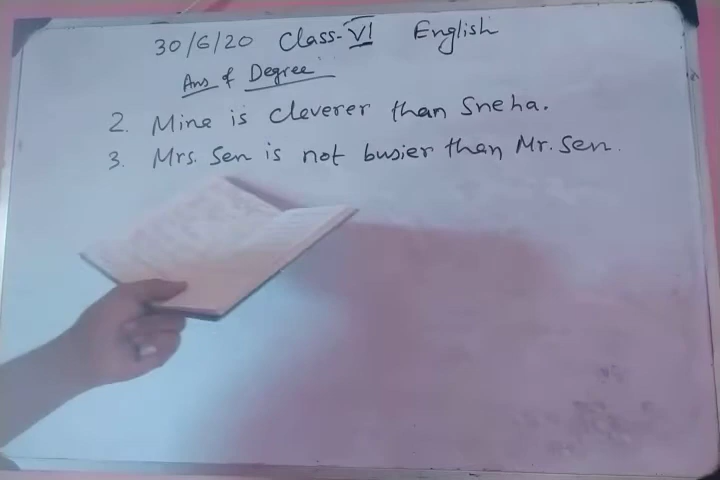 30/6/20 Class-VI English
Ans of Degree
2. Mina is cleverer than Sneha.
3. Mrs. Sen is not busier than Mr. Sen.